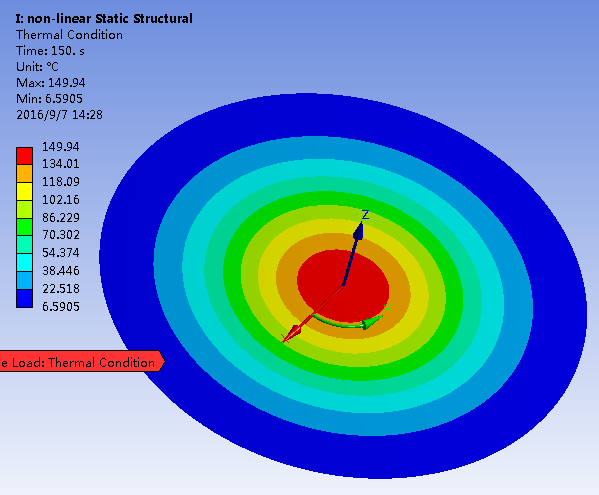 I: non-linear Static Structural
Thermal Condition
Time: 150. s
Unit: °C
Max: 149.94
Min: 6.5905
2016/9/7 14:28
149.94
134.01
118.09
102.16
86.229
70.302
54.374
38.446
22.518
6.5905
Z
e Load: Thermal Condition